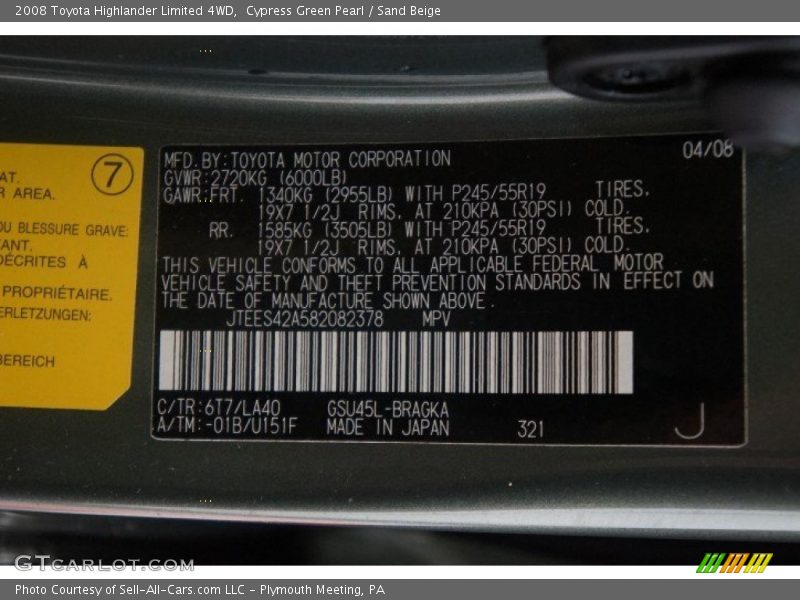 2008 Toyota Highlander Limited 4WD,  Cypress Green Pearl / Sand Beige
7
AT.
R AREA.
OU BLESSURE GRAVE:
TANT.
DÉCRITES À
PROPRIÉTAIRE.
ERLETZUNGEN:
BEREICH
MFD. BY: TOYOTA MOTOR CORPORATION 04/08
GVWR: 2720KG (6000LB)
GAWR: FRT. 1340KG (2955LB) WITH P245/55R19 TIRES,
19X7 1/2J RIMS, AT 210KPA (30PSI) COLD.
RR. 1585KG (3505LB) WITH P245/55R19 TIRES,
19X7 1/2J RIMS, AT 210KPA (30PSI) COLD.
THIS VEHICLE CONFORMS TO ALL APPLICABLE FEDERAL MOTOR
VEHICLE SAFETY AND THEFT PREVENTION STANDARDS IN EFFECT ON
THE DATE OF MANUFACTURE SHOWN ABOVE.
JTEES42A582082378 MPV
C/TR: 6T7/LA40 GSU45L-BRAGKA
A/TM: -01B/U151F MADE IN JAPAN 321 J
GTCARLOT.COM
Photo Courtesy of Sell-All-Cars.com LLC - Plymouth Meeting, PA